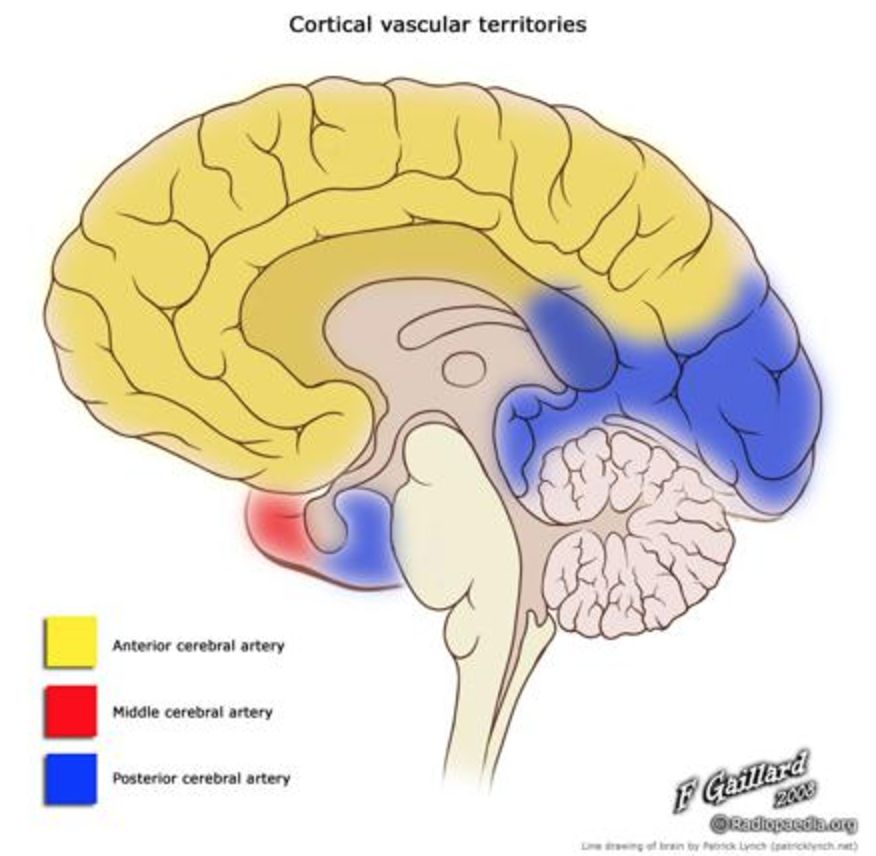 Cortical vascular territories
Anterior cerebral artery
Middle cerebral artery
Posterior cerebral artery
F Gaillard
2008
@Radiopaedia.org
Line drawing of brain by Patrick Lynch (patricklynch.net)